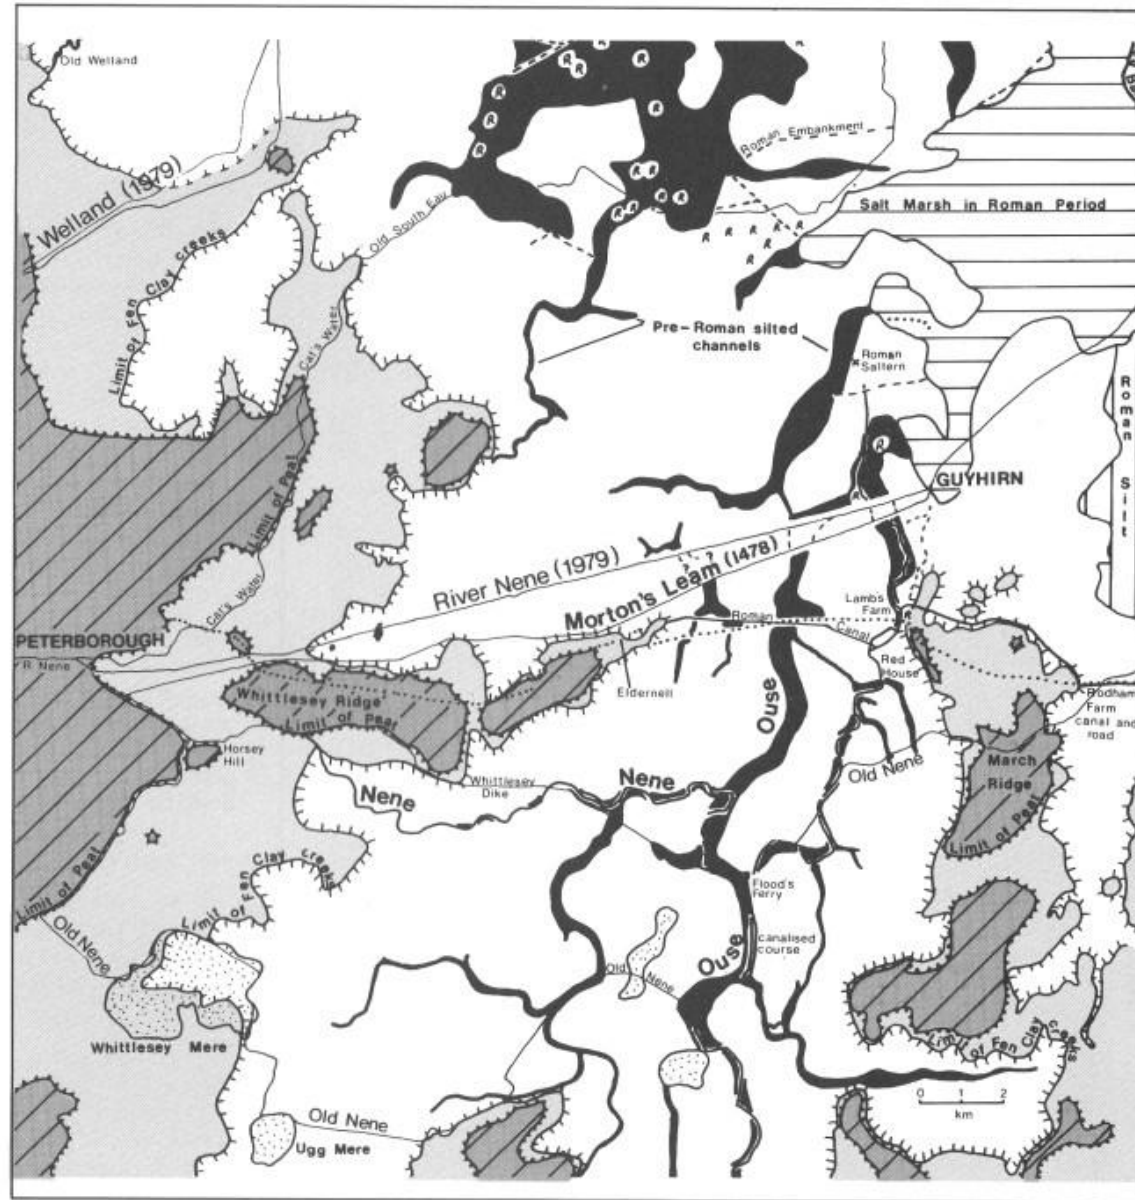 Old Welland
Roman Embankment
Welland (1979)
Salt Marsh in Roman Period
Limit of Fen Clay creeks
Old South Eau
Cat's Water
Pre-Roman silted
channels
Roman
Saltern
Roman Silt
Limit of Peat
GUYHIRN
River Nene (1979)
Morton's Leam (1478)
Cat's Water
Lamb's
Farm
Roman Canal
PETERBOROUGH
R. Nene
Red
House
Eldernell
Whittlesey Ridge
Limit of Peat
Ouse
Rodham
Farm
canal and
road
Horsey
Hill
March
Ridge
Limit of Peat
Old Nene
Whittlesey
Dike
Nene
Nene
Limit of Fen Clay creeks
Limit of Peat
Flood's
Ferry
canalised
course
Old Nene
Ouse
Old Nene
Whittlesey Mere
Limit of Fen Clay creeks
0 1 2
km
Old Nene
Ugg Mere
R